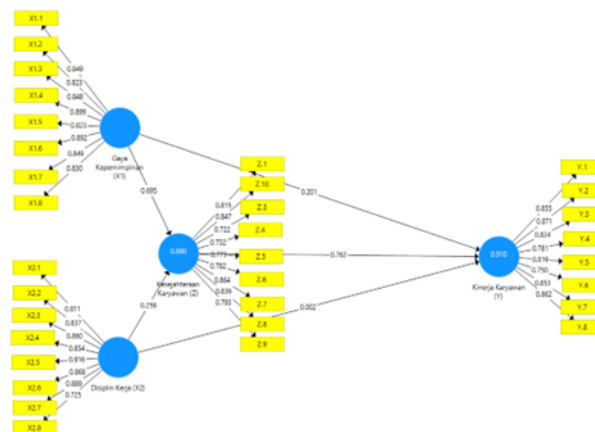 X1.1
X1.2
X1.3
X1.4
X1.5
X1.6
X1.7
X1.8
0.849
0.823
0.848
0.899
0.823
0.892
0.849
0.830
Gaya
Kepemimpinan
(X1)
0.695
0.201
Z.1
Z.10
Z.3
Z.4
Z.5
Z.6
Z.7
Z.8
Z.9
0.815
0.847
0.722
0.732
0.773
0.782
0.864
0.839
0.793
0.890
Kesejahteraan
Karyawan (Z)
0.762
0.259
0.002
X2.1
X2.2
X2.3
X2.4
X2.5
X2.6
X2.7
X2.8
0.811
0.837
0.860
0.854
0.916
0.868
0.889
0.725
Disiplin Kerja (X2)
Y.1
Y.2
Y.3
Y.4
Y.5
Y.6
Y.7
Y.8
0.855
0.871
0.824
0.781
0.819
0.750
0.853
0.862
0.910
Kinerja Karyawan
(Y)